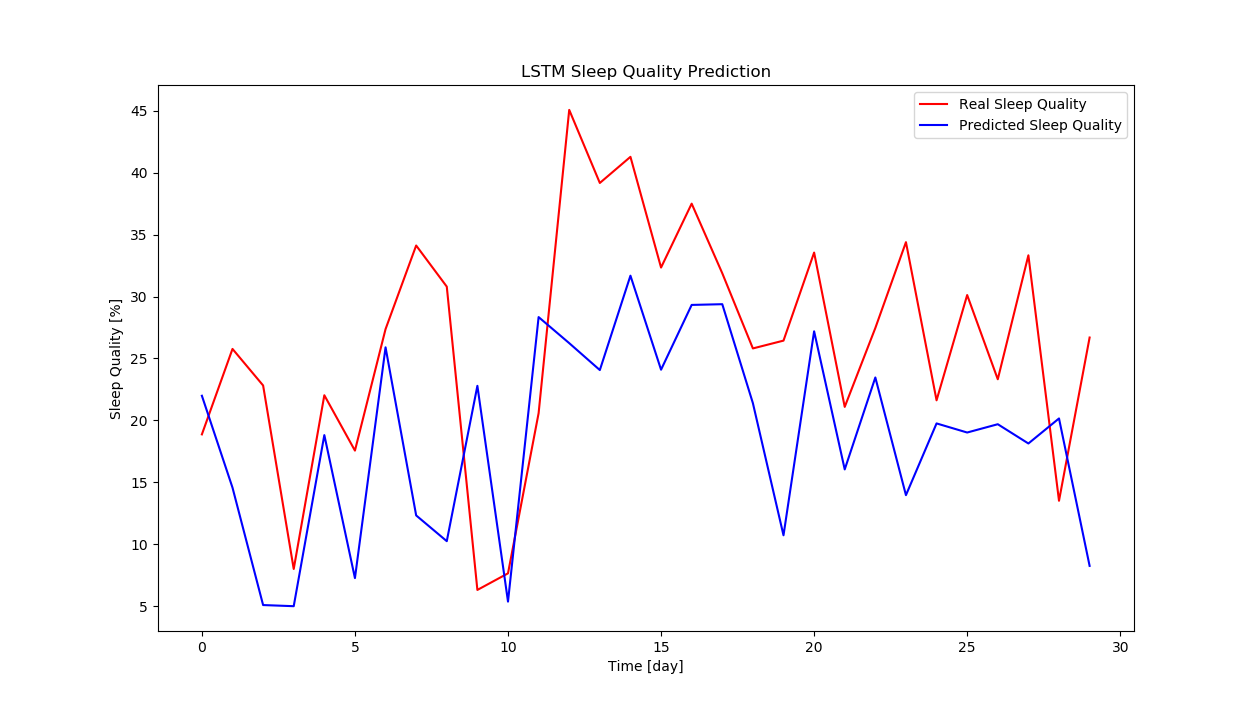 LSTM Sleep Quality Prediction
Real Sleep Quality
Predicted Sleep Quality
Sleep Quality [%]
45
40
35
30
25
20
15
10
5
0 5 10 15 20 25 30
Time [day]